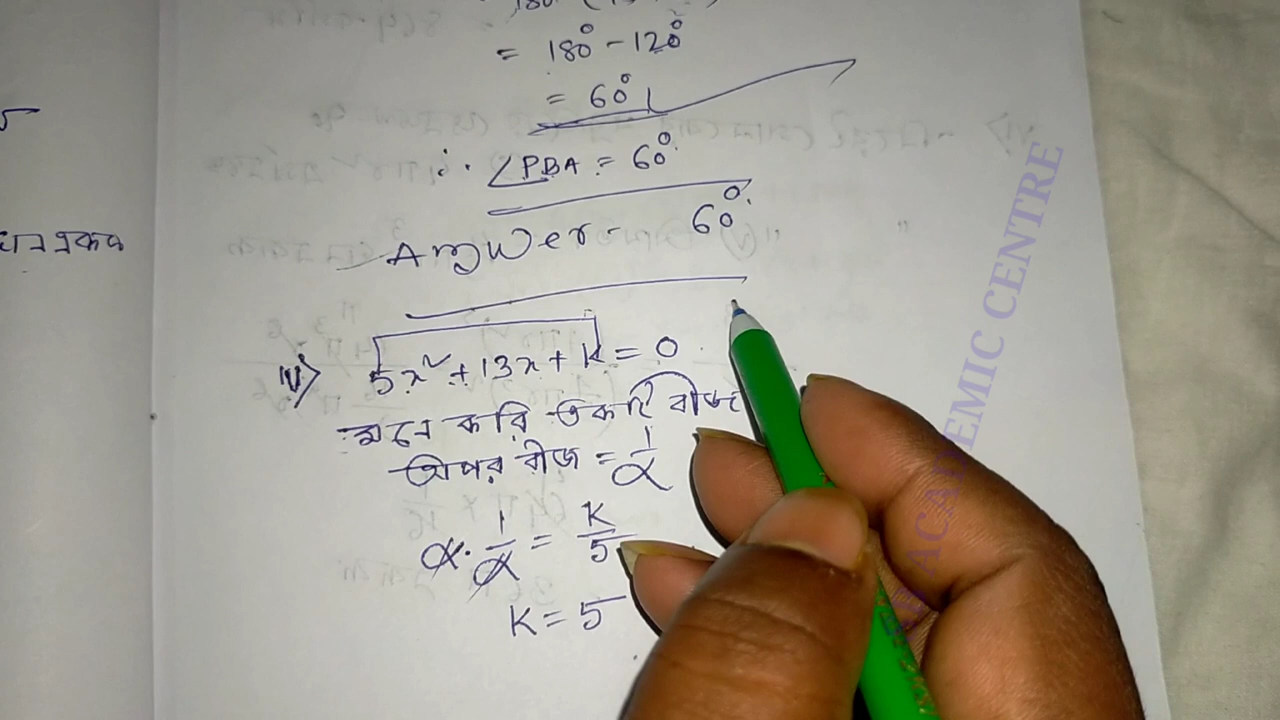 = 180° - 120°
= 60°
∴ ∠PBA = 60°
Answer - 60°
iv) 5x² + 13x + k = 0
মনে করি একটি বীজ
অপর বীজ = 1/α
α · 1/α = K/5
K = 5
ACADEMIC CENTRE